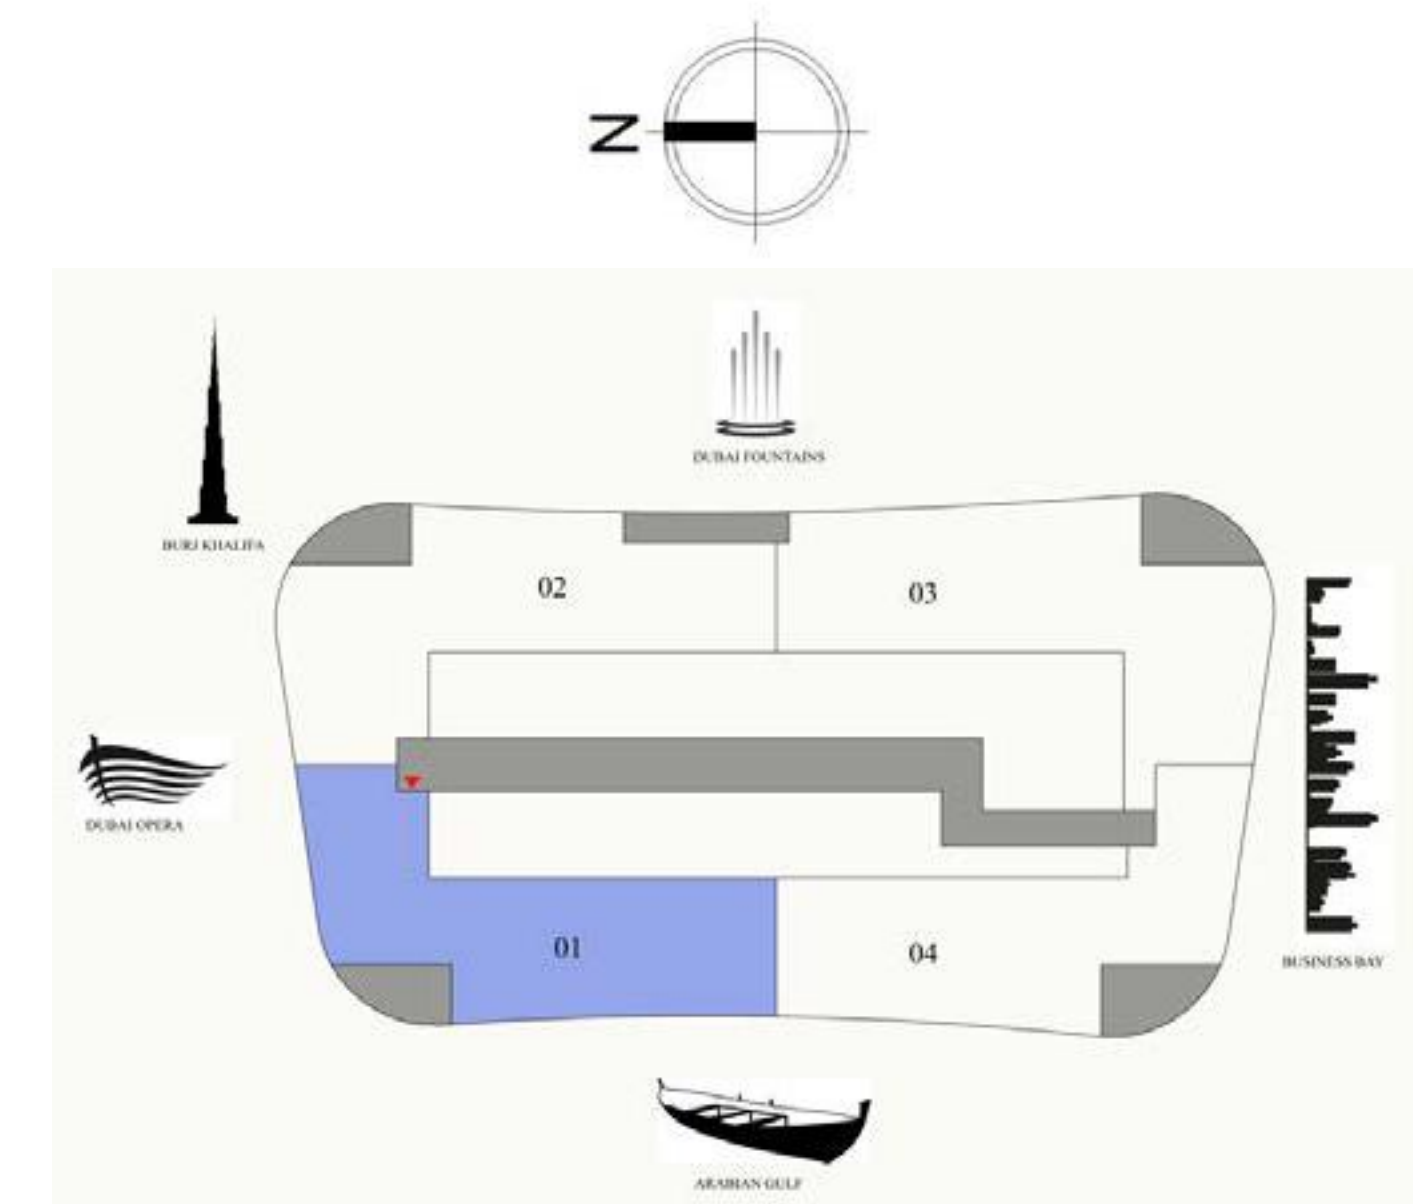 N
DUBAI FOUNTAINS
BURJ KHALIFA
02
03
DUBAI OPERA
01
04
BUSINESS BAY
ARABIAN GULF